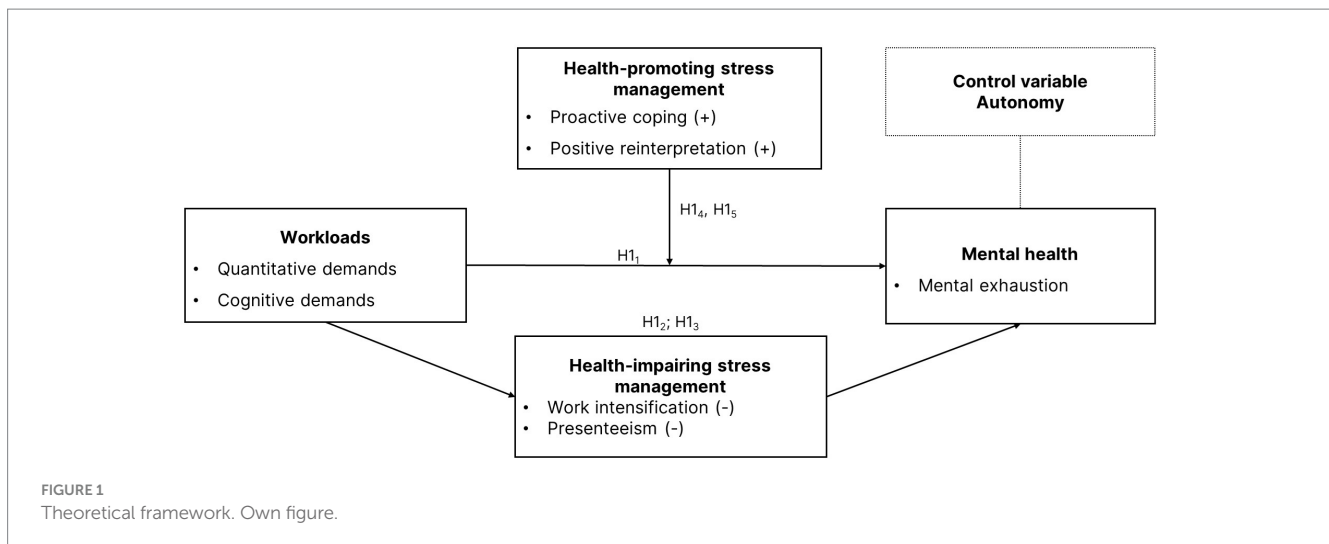 Health-promoting stress
management
• Proactive coping (+)
• Positive reinterpretation (+)
Control variable
Autonomy
H1₄, H1₅
Workloads
• Quantitative demands
• Cognitive demands
H1₁
Mental health
• Mental exhaustion
H1₂; H1₃
Health-impairing stress
management
• Work intensification (-)
• Presenteeism (-)
FIGURE 1
Theoretical framework. Own figure.